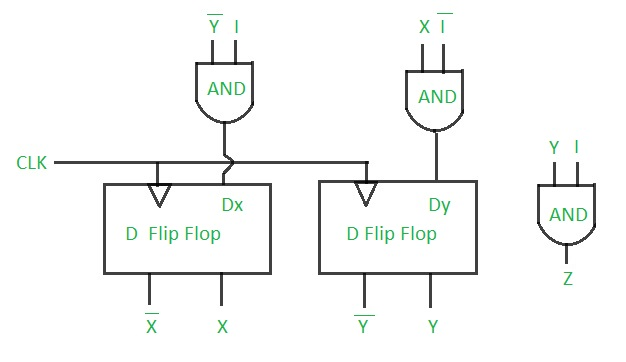 Y̅ I
X I̅
AND
AND
CLK
Y I
Dx
Dy
AND
D Flip Flop
D Flip Flop
Z
X̅ X
Y̅ Y